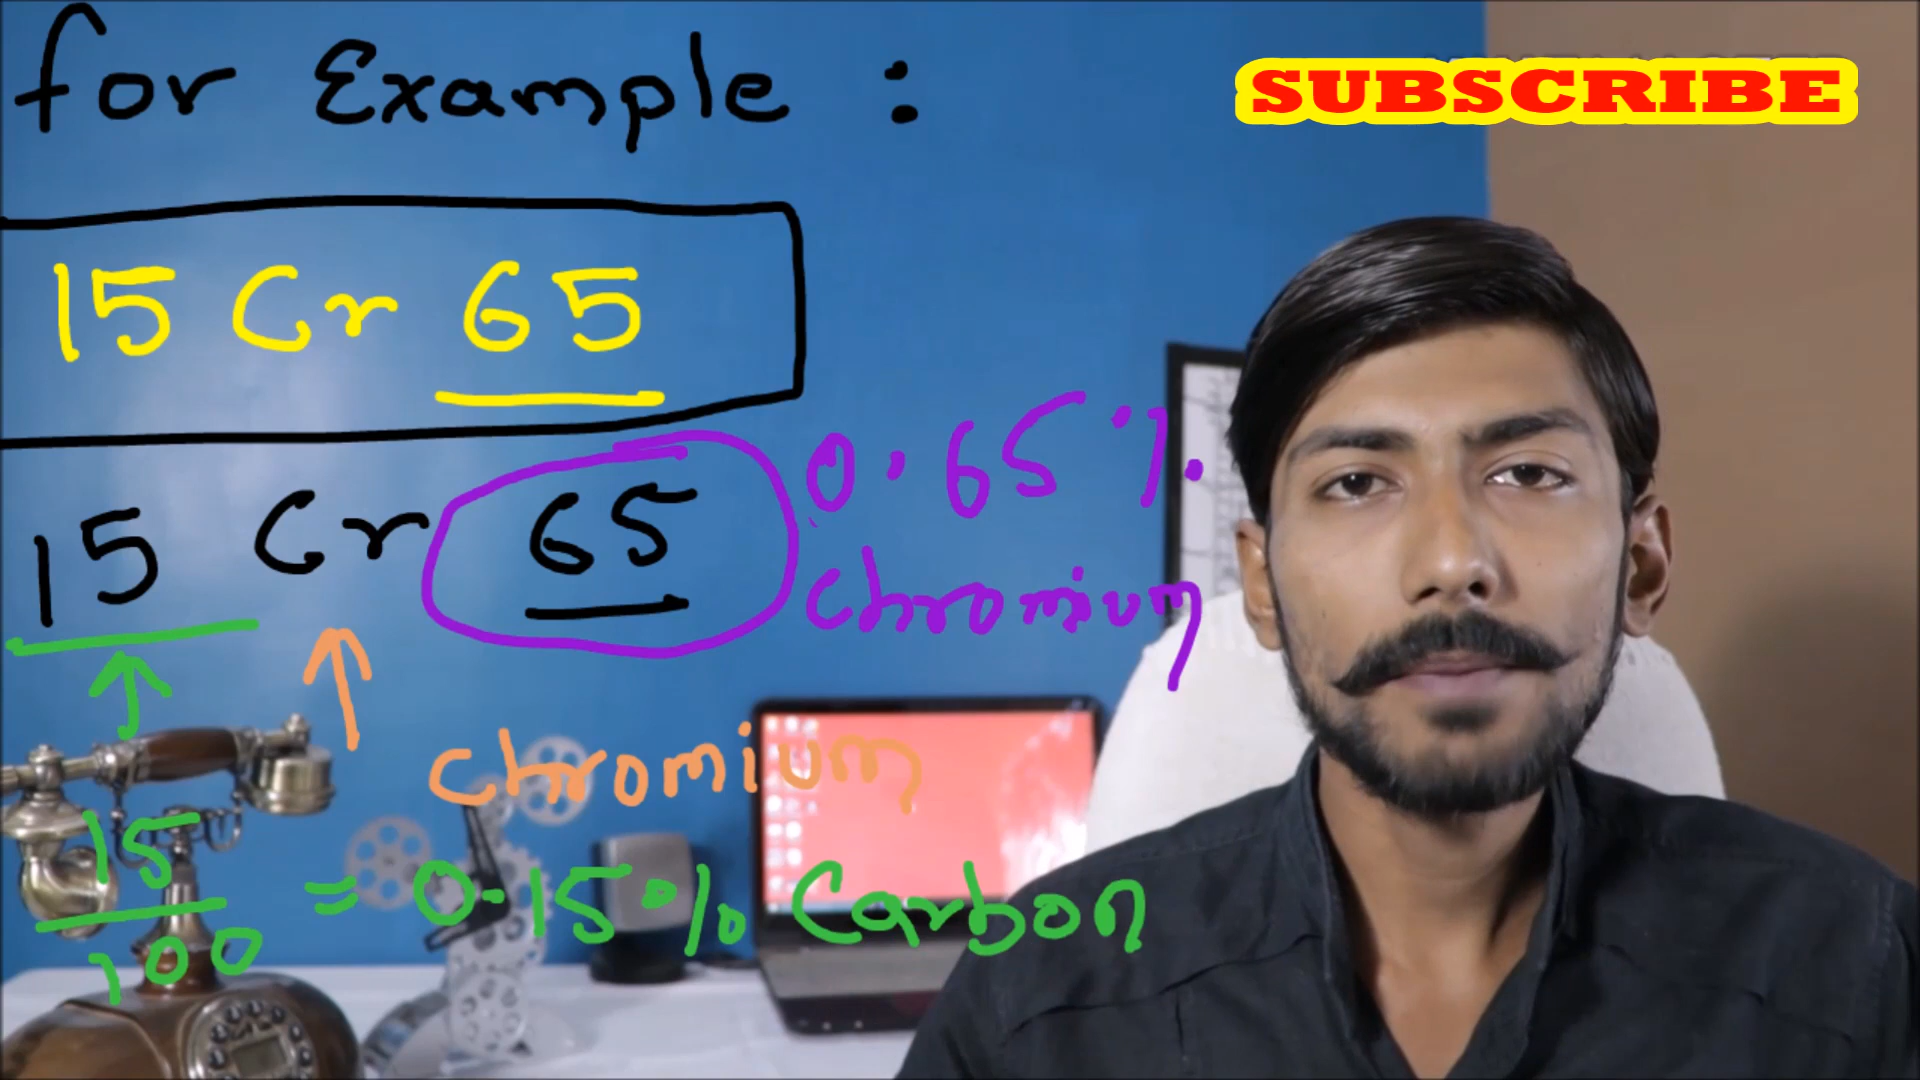 for Example :
SUBSCRIBE
15 Cr 65
0.65%
15 Cr 65
chromium
chromium
15/100 = 0.15% Carbon